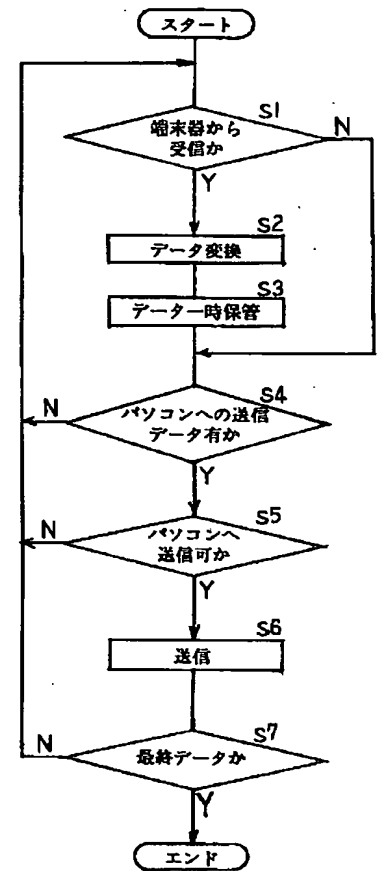 スタート
S1
端末器から
受信か
N
Y
S2
データ変換
S3
データ一時保管
S4
N
パソコンへの送信
データ有か
Y
S5
N
パソコンへ
送信可か
Y
S6
送信
S7
N
最終データか
Y
エンド